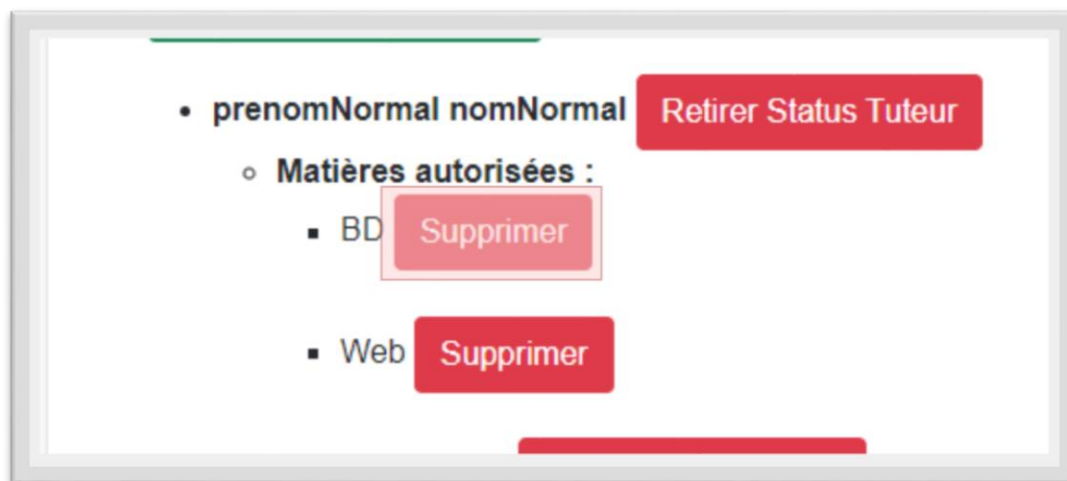 prenomNormal nomNormal Retirer Status Tuteur
Matières autorisées :
BD Supprimer
Web Supprimer